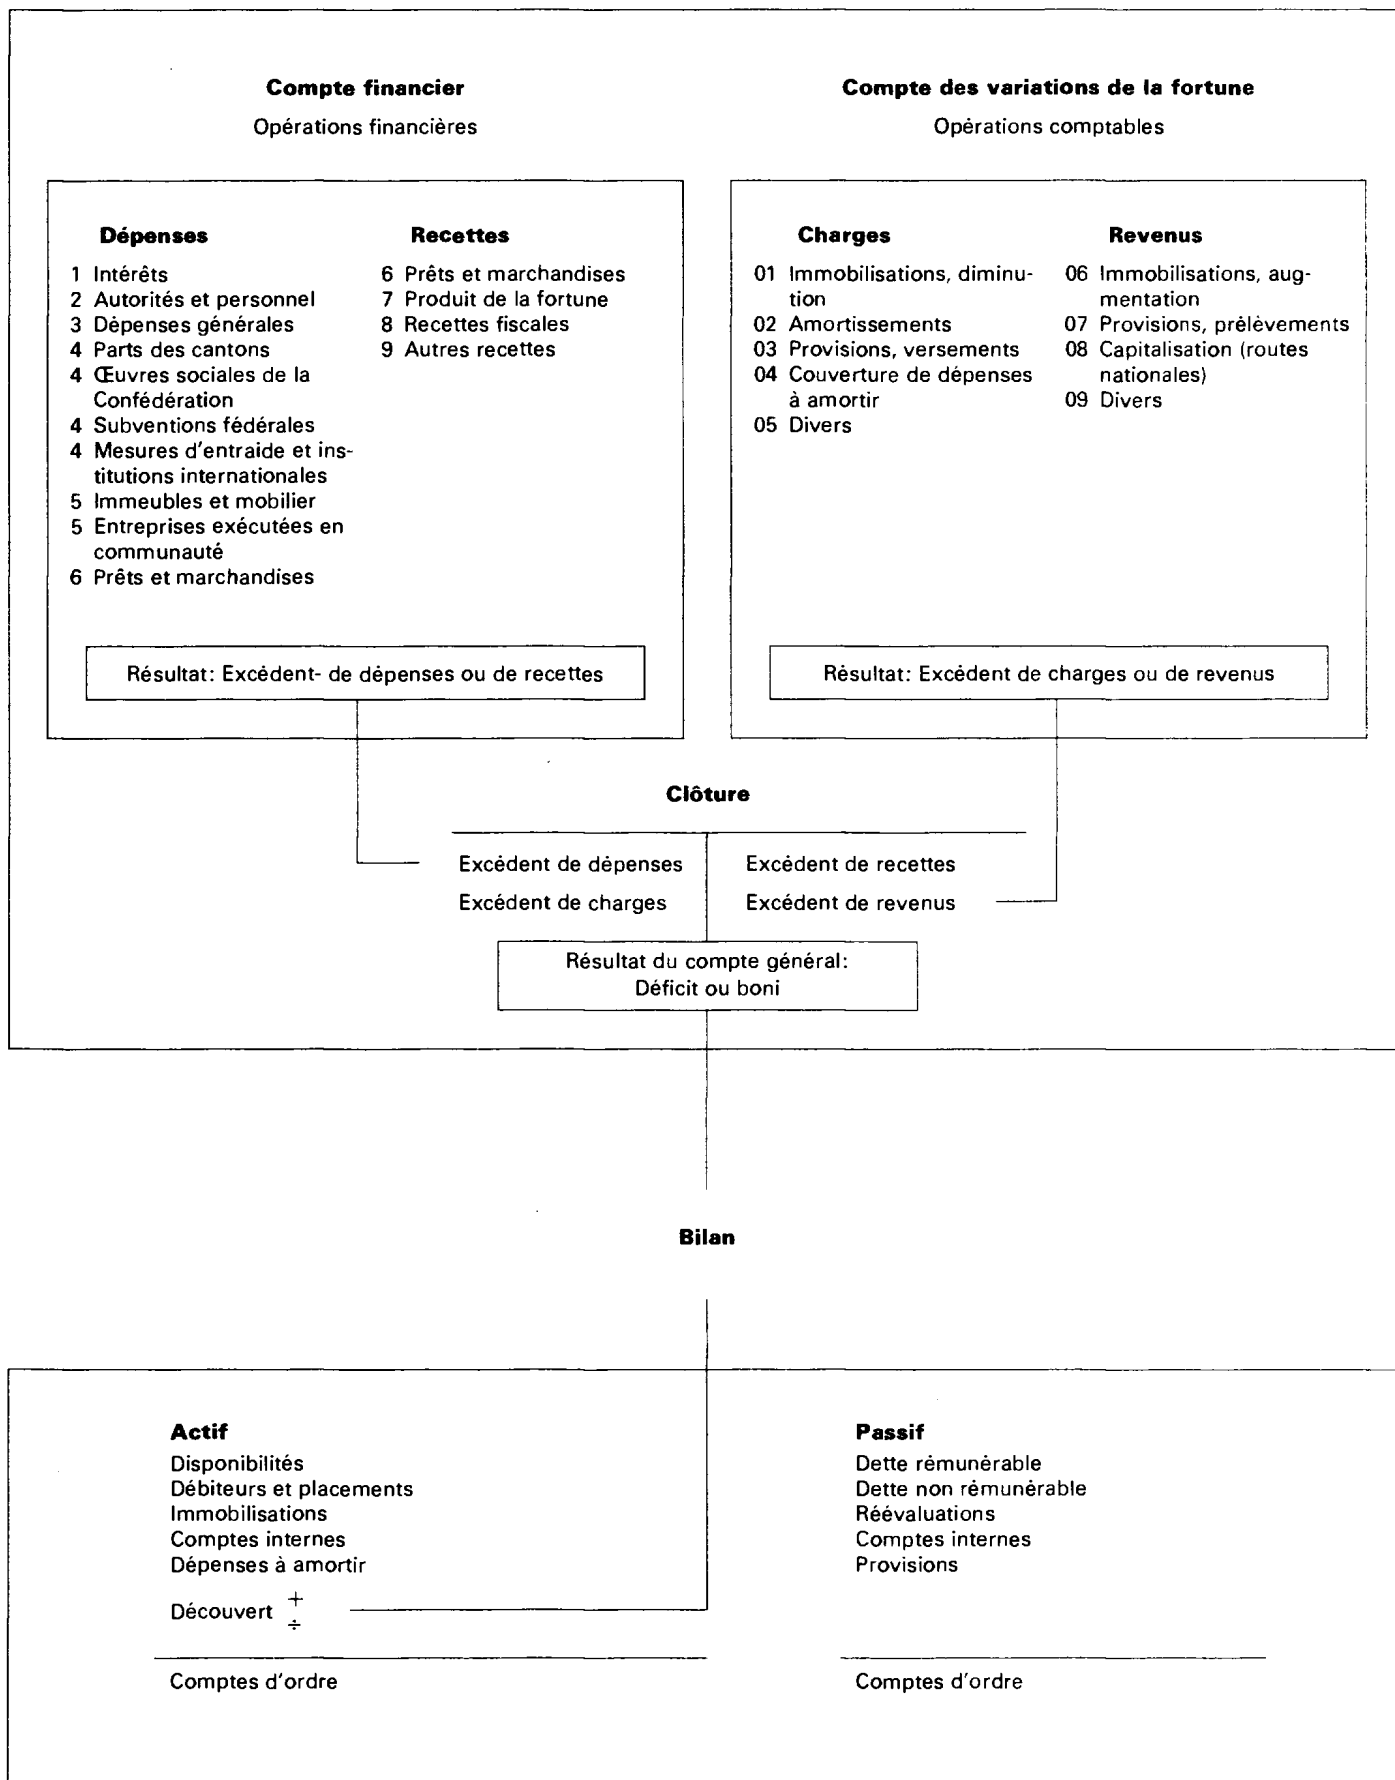 Compte financier
Opérations financières
Compte des variations de la fortune
Opérations comptables
Dépenses
1 Intérêts
2 Autorités et personnel
3 Dépenses générales
4 Parts des cantons
4 Œuvres sociales de la
Confédération
4 Subventions fédérales
4 Mesures d'entraide et ins-
titutions internationales
5 Immeubles et mobilier
5 Entreprises exécutées en
communauté
6 Prêts et marchandises
Recettes
6 Prêts et marchandises
7 Produit de la fortune
8 Recettes fiscales
9 Autres recettes
Résultat: Excédent- de dépenses ou de recettes
Charges
01 Immobilisations, diminu-
tion
02 Amortissements
03 Provisions, versements
04 Couverture de dépenses
à amortir
05 Divers
Revenus
06 Immobilisations, aug-
mentation
07 Provisions, prélèvements
08 Capitalisation (routes
nationales)
09 Divers
Résultat: Excédent de charges ou de revenus
Clôture
Excédent de dépenses
Excédent de charges
Excédent de recettes
Excédent de revenus
Résultat du compte général:
Déficit ou boni
Bilan
Actif
Disponibilités
Débiteurs et placements
Immobilisations
Comptes internes
Dépenses à amortir
Découvert + ÷
Comptes d'ordre
Passif
Dette rémunérable
Dette non rémunérable
Réévaluations
Comptes internes
Provisions
Comptes d'ordre